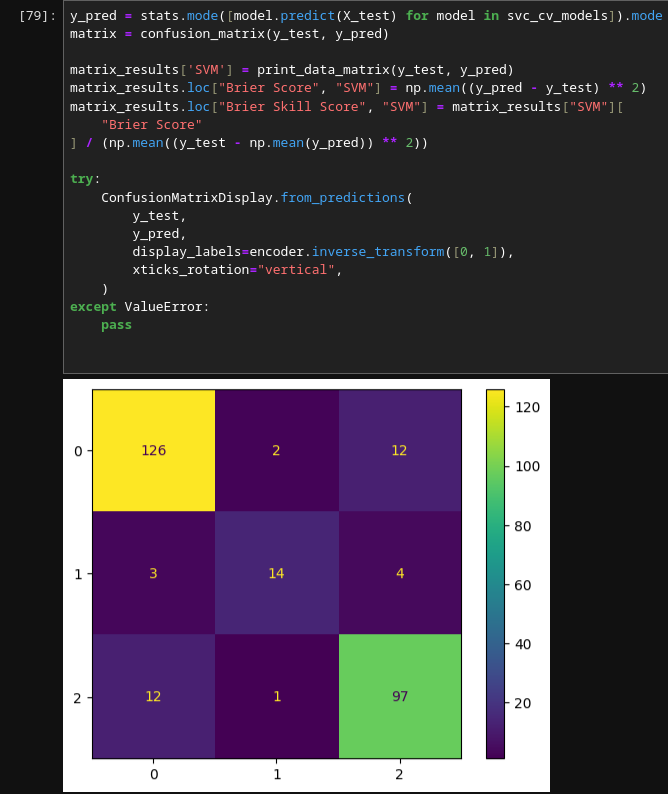 [79]: y_pred = stats.mode([model.predict(X_test) for model in svc_cv_models]).mode
matrix = confusion_matrix(y_test, y_pred)
matrix_results['SVM'] = print_data_matrix(y_test, y_pred)
matrix_results.loc["Brier Score", "SVM"] = np.mean((y_pred - y_test) ** 2)
matrix_results.loc["Brier Skill Score", "SVM"] = matrix_results["SVM"][
    "Brier Score"
] / (np.mean((y_test - np.mean(y_pred)) ** 2))
try:
    ConfusionMatrixDisplay.from_predictions(
        y_test,
        y_pred,
        display_labels=encoder.inverse_transform([0, 1]),
        xticks_rotation="vertical",
    )
except ValueError:
    pass
0 126 2 12
1 3 14 4
2 12 1 97
0 1 2
120
100
80
60
40
20